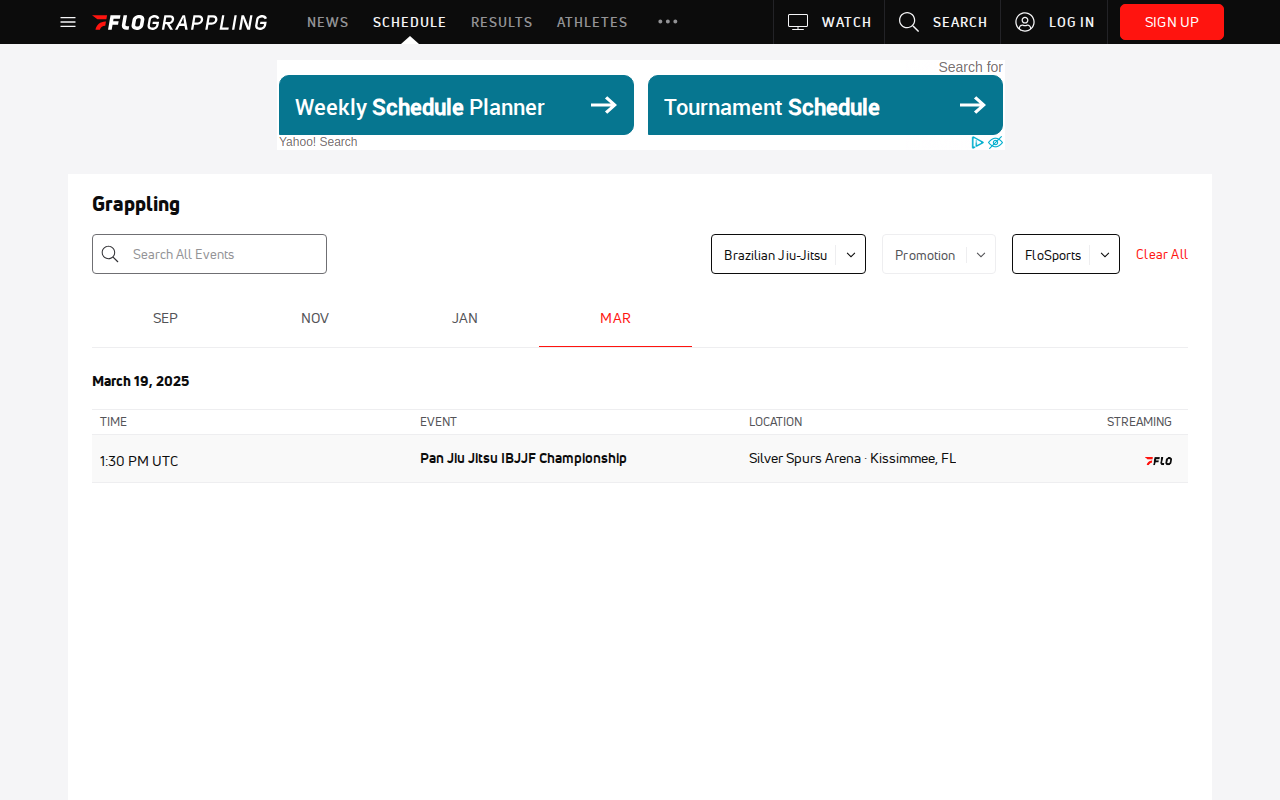 FLOGRAPPLING NEWS SCHEDULE RESULTS ATHLETES WATCH SEARCH LOG IN SIGN UP
Search for
Weekly Schedule Planner Tournament Schedule
Yahoo! Search
Grappling
Search All Events Brazilian Jiu-Jitsu Promotion FloSports Clear All
SEP NOV JAN MAR
March 19, 2025
TIME EVENT LOCATION STREAMING
1:30 PM UTC Pan Jiu Jitsu IBJJF Championship Silver Spurs Arena · Kissimmee, FL FLO